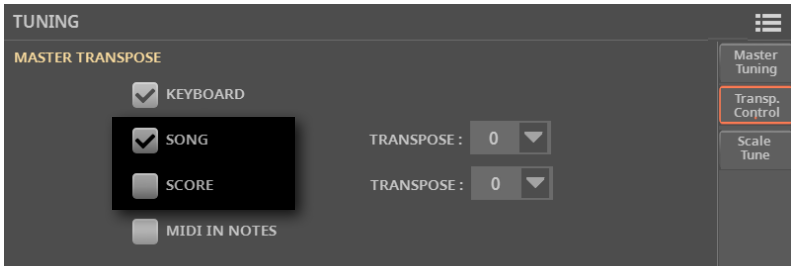 TUNING
MASTER TRANSPOSE
KEYBOARD
SONG TRANSPOSE : 0
SCORE TRANSPOSE : 0
MIDI IN NOTES
Master
Tuning
Transp.
Control
Scale
Tune